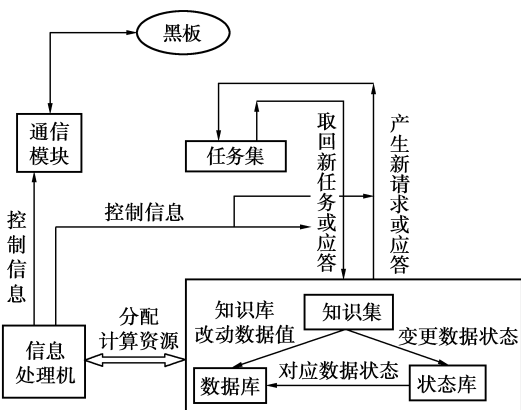 黑板
通信
模块
任务集
取回新任务或应答
产生新请求或应答
控制信息
控制信息
分配
计算资源
信息
处理机
知识库
改动数据值
知识集
变更数据状态
对应数据状态
数据库
状态库